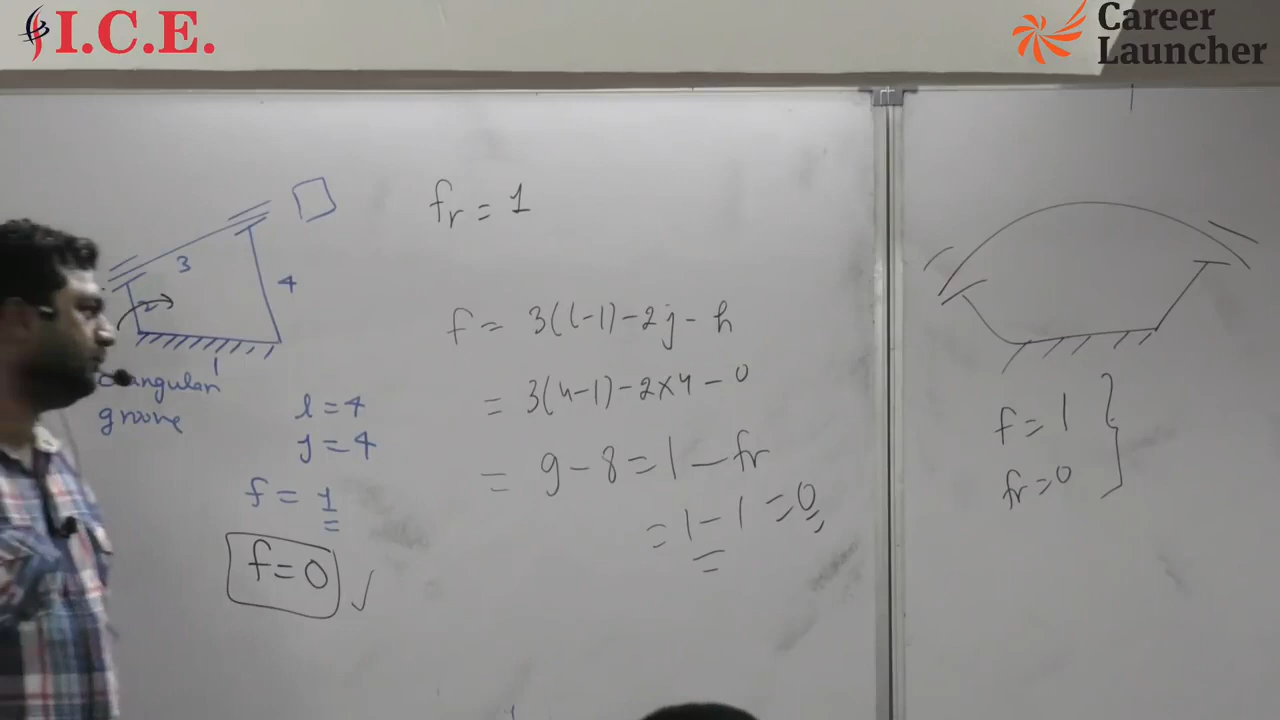 I.C.E.
Career
Launcher
fr = 1
3
4
2
1
angular
groove
l = 4
j = 4
f = 1
f = 0 ✓
f = 3(l-1) - 2j - h
= 3(4-1) - 2×4 - 0
= 9 - 8 = 1 - fr
= 1 - 1 = 0
f = 1
fr = 0